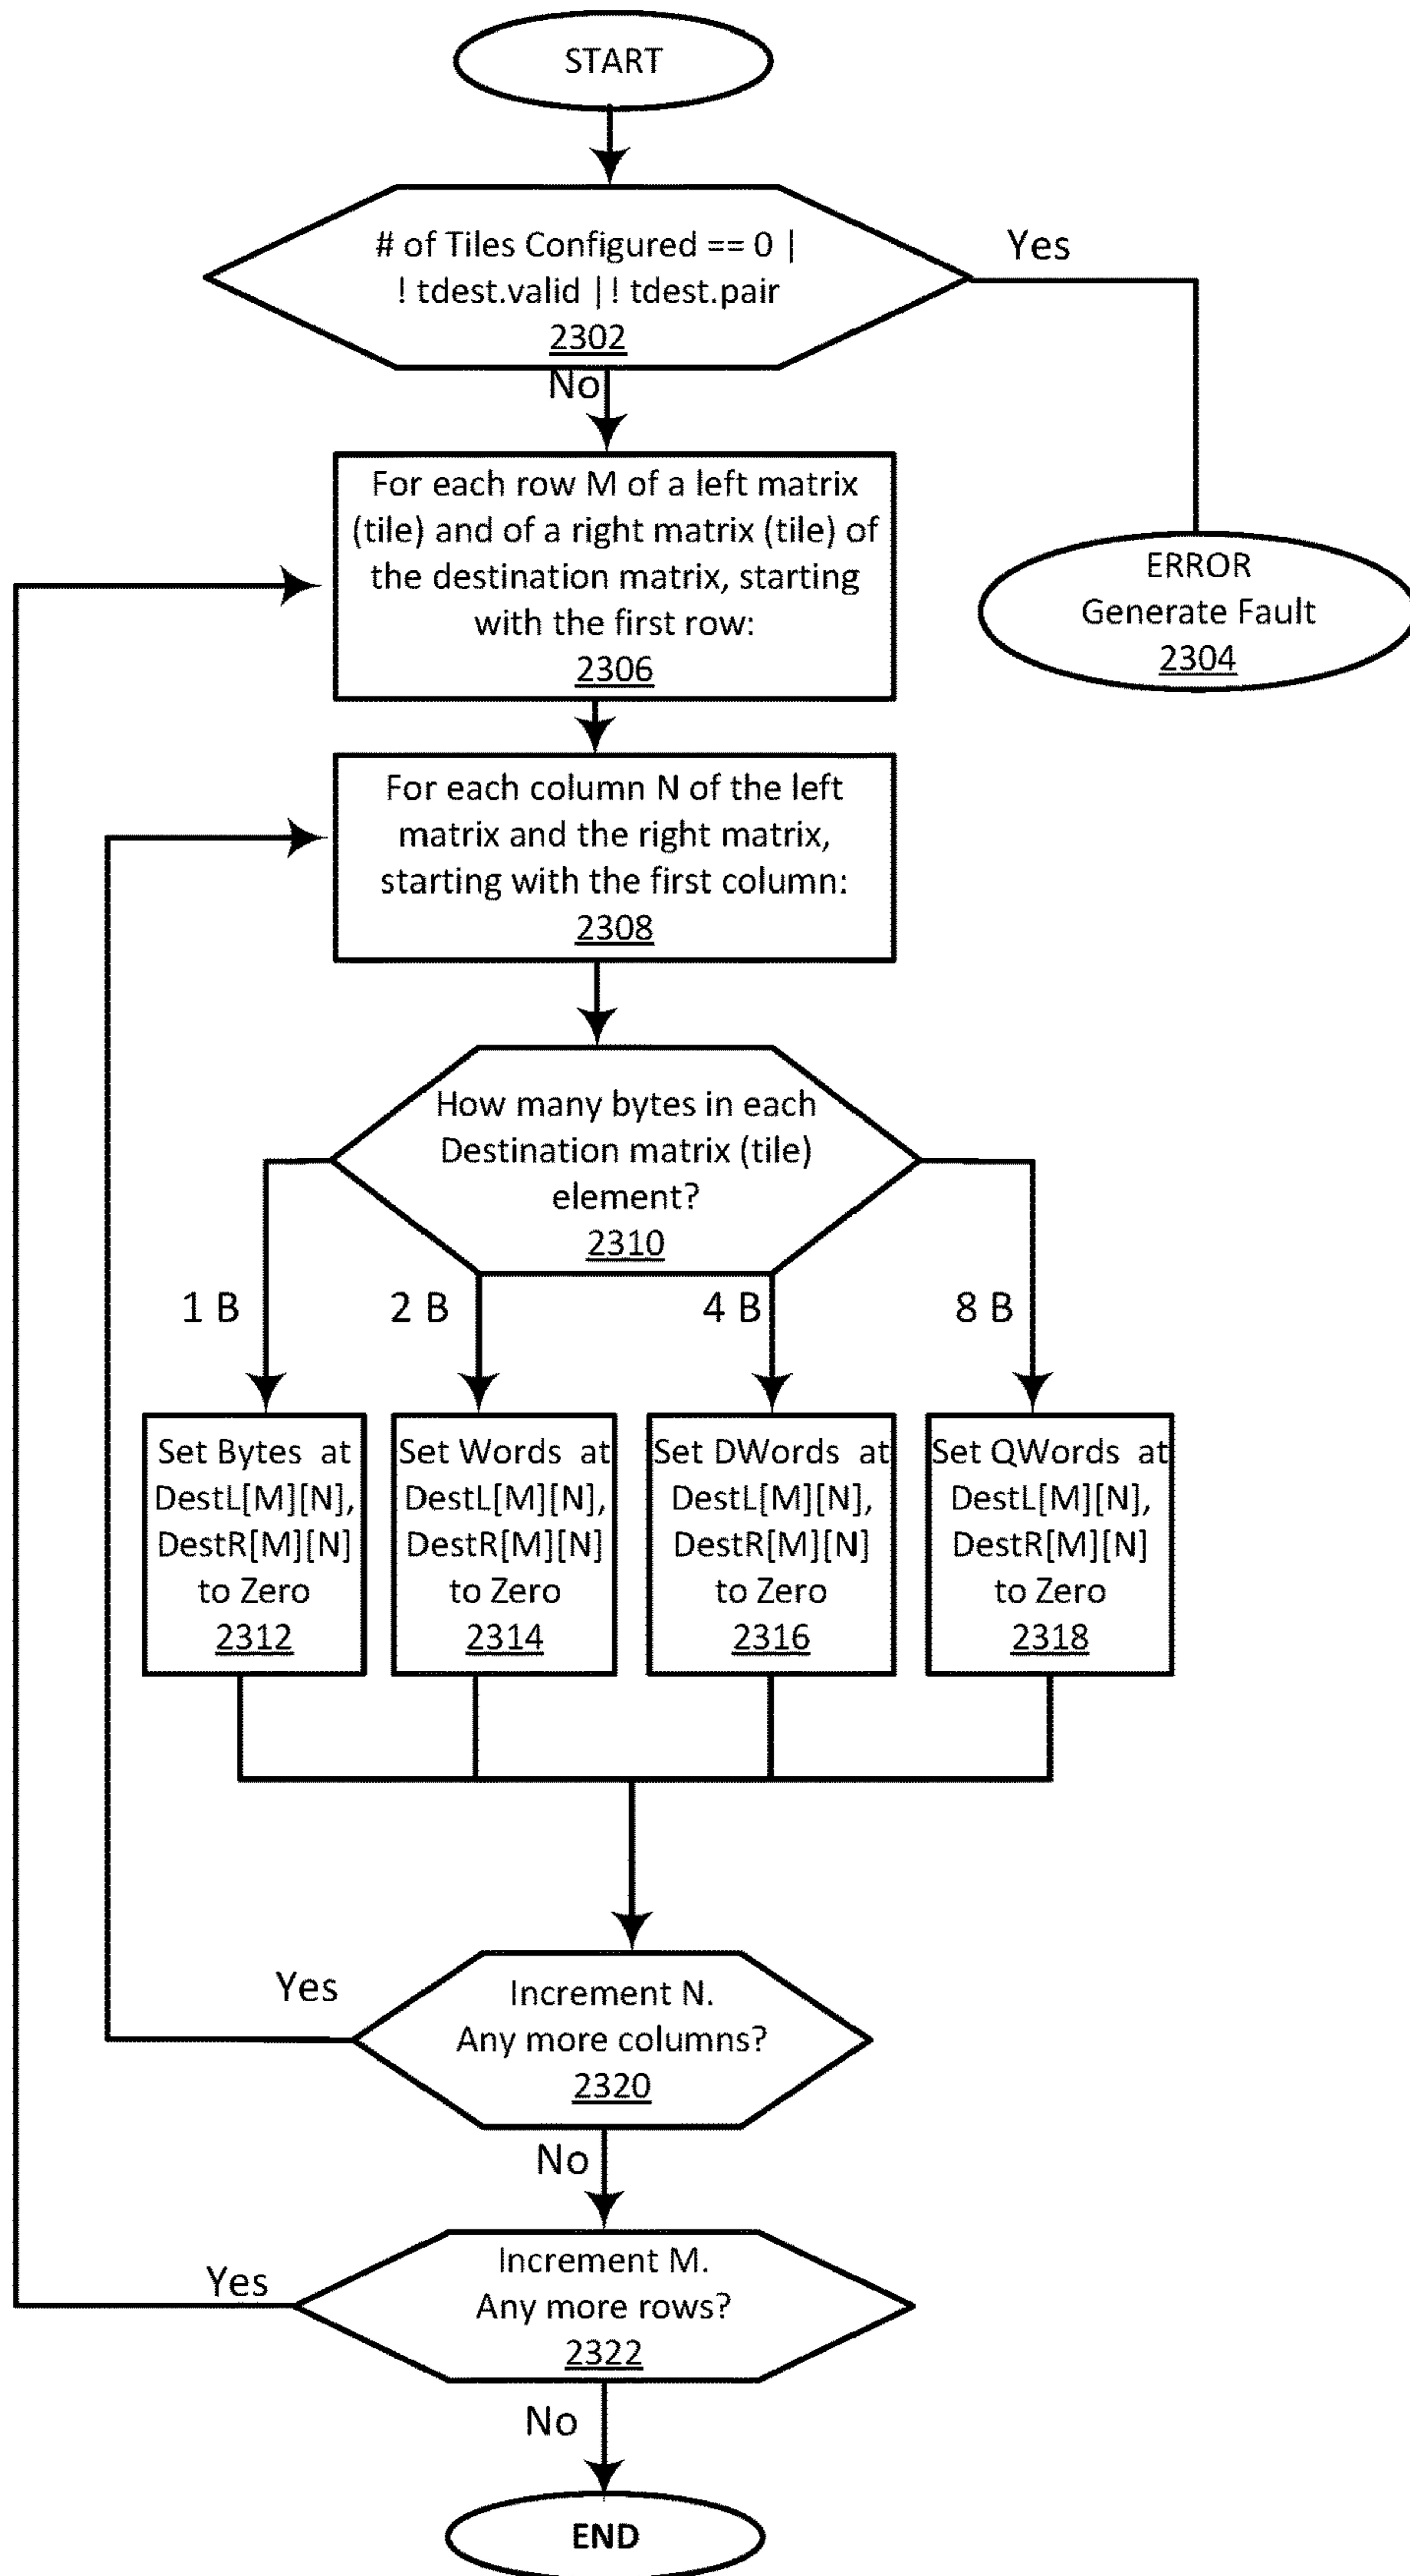 START
# of Tiles Configured == 0 |
! tdest.valid | ! tdest.pair
2302
Yes
No
For each row M of a left matrix
(tile) and of a right matrix (tile) of
the destination matrix, starting
with the first row:
2306
ERROR
Generate Fault
2304
For each column N of the left
matrix and the right matrix,
starting with the first column:
2308
How many bytes in each
Destination matrix (tile)
element?
2310
1 B
2 B
4 B
8 B
Set Bytes at
DestL[M][N],
DestR[M][N]
to Zero
2312
Set Words at
DestL[M][N],
DestR[M][N]
to Zero
2314
Set DWords at
DestL[M][N],
DestR[M][N]
to Zero
2316
Set QWords at
DestL[M][N],
DestR[M][N]
to Zero
2318
Yes
Increment N.
Any more columns?
2320
No
Yes
Increment M.
Any more rows?
2322
No
END